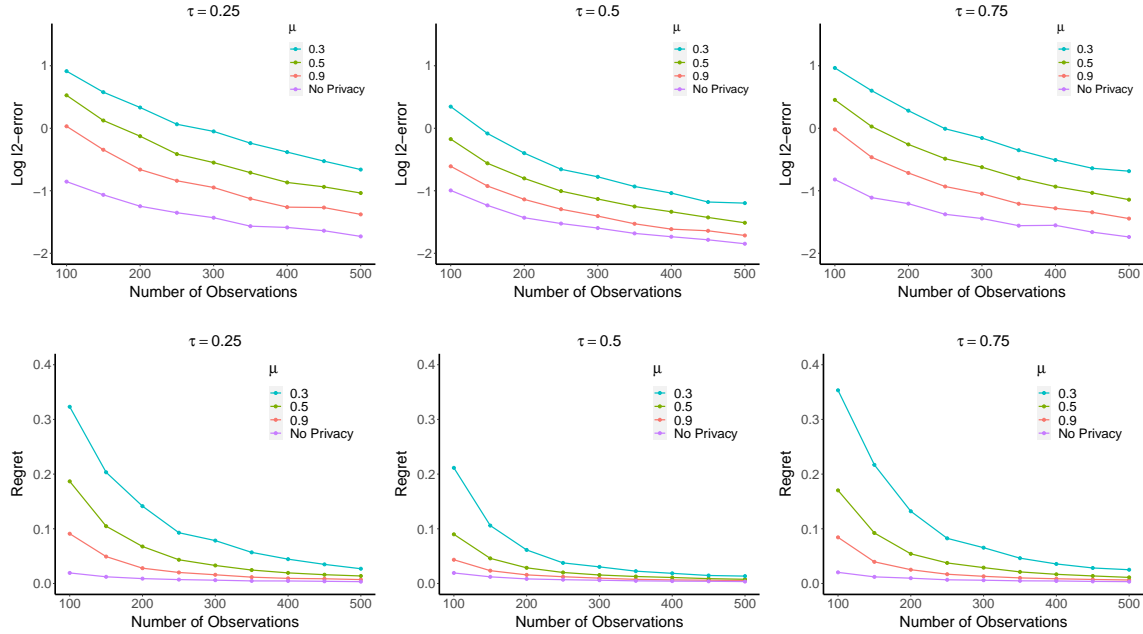 τ = 0.25
μ
0.3
0.5
0.9
No Privacy
1
0
−1
−2
Log l2−error
100 200 300 400 500
Number of Observations
τ = 0.5
μ
0.3
0.5
0.9
No Privacy
1
0
−1
−2
Log l2−error
100 200 300 400 500
Number of Observations
τ = 0.75
μ
0.3
0.5
0.9
No Privacy
1
0
−1
−2
Log l2−error
100 200 300 400 500
Number of Observations
τ = 0.25
μ
0.3
0.5
0.9
No Privacy
0.4
0.3
0.2
0.1
0.0
Regret
100 200 300 400 500
Number of Observations
τ = 0.5
μ
0.3
0.5
0.9
No Privacy
0.4
0.3
0.2
0.1
0.0
Regret
100 200 300 400 500
Number of Observations
τ = 0.75
μ
0.3
0.5
0.9
No Privacy
0.4
0.3
0.2
0.1
0.0
Regret
100 200 300 400 500
Number of Observations